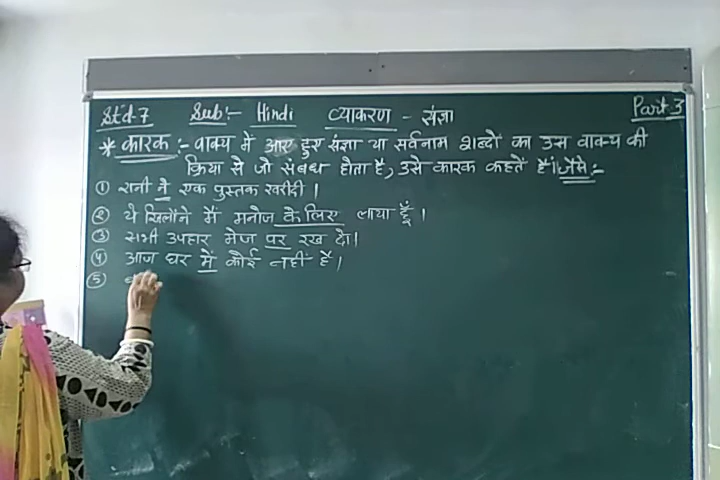 Std-7 Sub:- Hindi व्याकरण - संज्ञा Part-3
* कारक :- वाक्य में आए हुए संज्ञा या सर्वनाम शब्दों का उस वाक्य की
क्रिया से जो संबंध होता है, उसे कारक कहतें हैं। जैसे :-
① रानी ने एक पुस्तक खरीदी ।
② ये खिलौने में मनोज के लिए लाया हूँ ।
③ सभी उपहार मेज पर रख दो।
④ आज घर में कोई नहीं है।
⑤